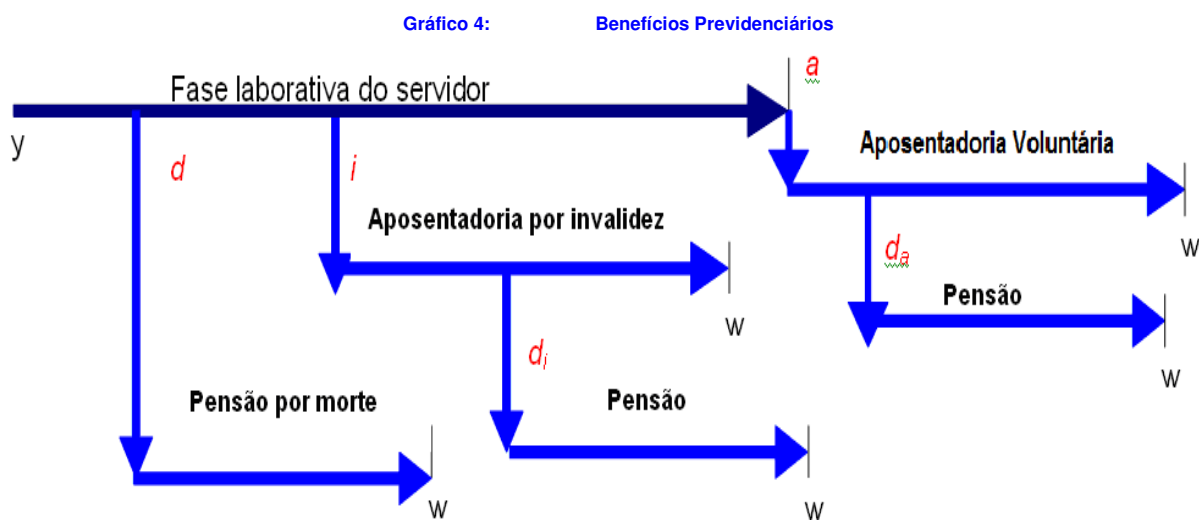 Gráfico 4: Benefícios Previdenciários
Fase laborativa do servidor
a
y
d
i
Aposentadoria Voluntária
w
Aposentadoria por invalidez
w
da
Pensão
w
di
Pensão
w
Pensão por morte
w